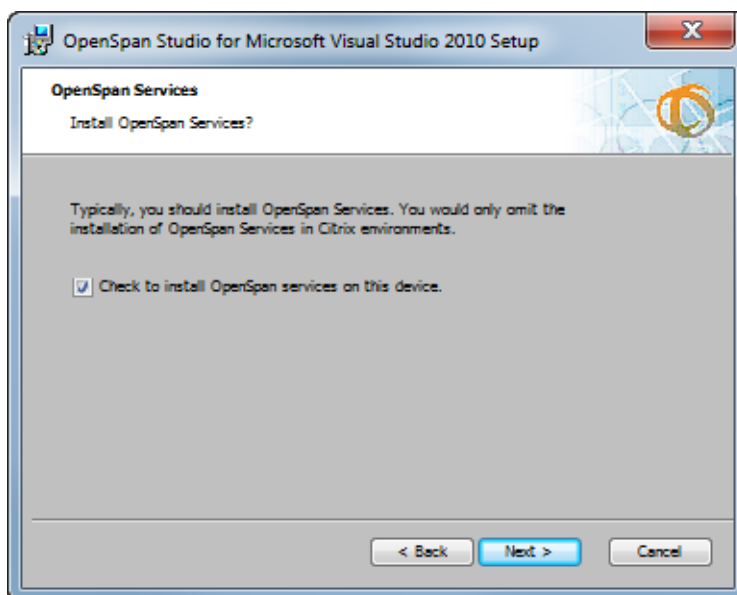 OpenSpan Studio for Microsoft Visual Studio 2010 Setup
OpenSpan Services
Install OpenSpan Services?
Typically, you should install OpenSpan Services. You would only omit the
installation of OpenSpan Services in Citrix environments.
Check to install OpenSpan services on this device.
< Back Next > Cancel